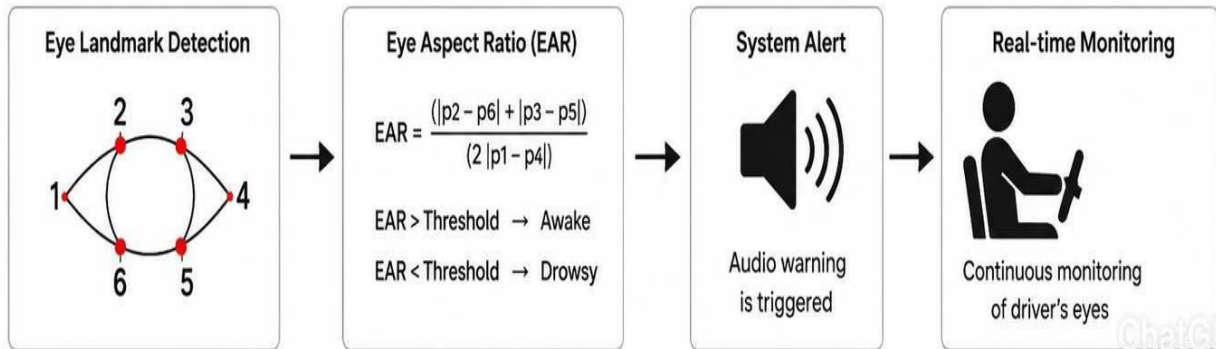 Eye Landmark Detection
2 3
1 4
6 5
Eye Aspect Ratio (EAR)
EAR = (|p2 – p6| + |p3 – p5|)
(2 |p1 – p4|)
EAR > Threshold → Awake
EAR < Threshold → Drowsy
System Alert
Audio warning
is triggered
Real-time Monitoring
Continuous monitoring
of driver's eyes